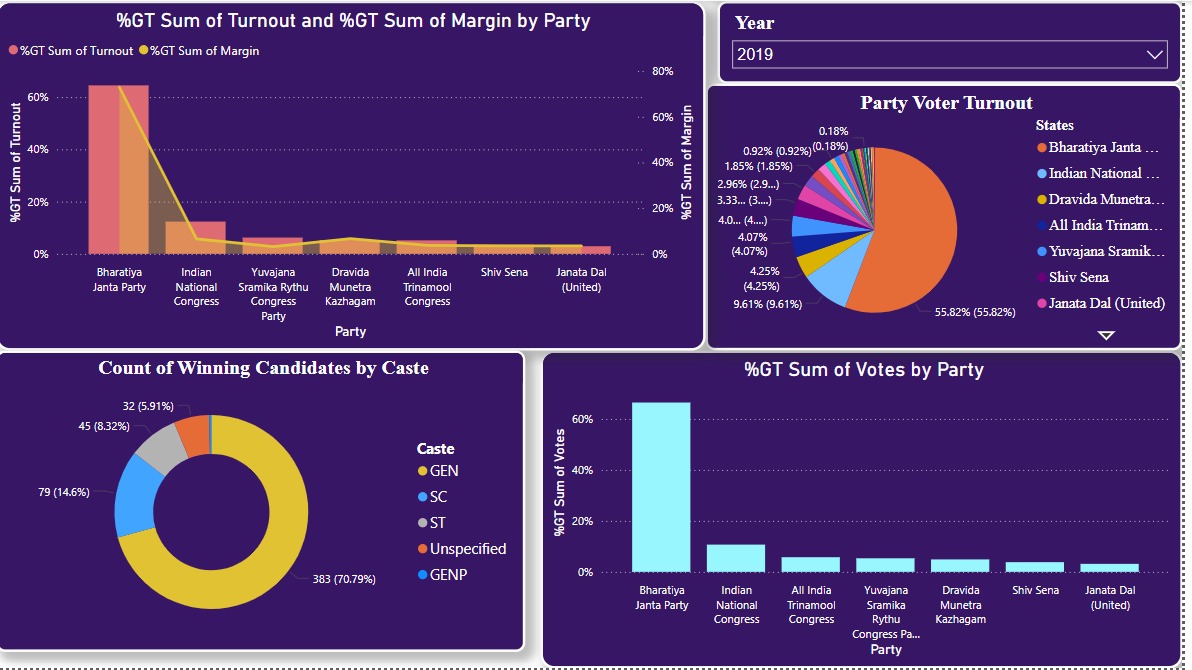 %GT Sum of Turnout and %GT Sum of Margin by Party
%GT Sum of Turnout %GT Sum of Margin
%GT Sum of Turnout
60%
40%
20%
0%
80%
60%
40%
20%
0%
%GT Sum of Margin
Bharatiya
Janta Party
Indian
National
Congress
Yuvajana
Sramika Rythu
Congress
Party
Dravida
Munetra
Kazhagam
All India
Trinamool
Congress
Shiv Sena
Janata Dal
(United)
Party
Year
2019
Party Voter Turnout
0.18%
(0.18%)
0.92% (0.92%)
1.85% (1.85%)
2.96% (2.9...)
3.33... (3....)
4.0... (4....)
4.07%
(4.07%)
4.25%
(4.25%)
9.61% (9.61%)
55.82% (55.82%)
States
Bharatiya Janta ...
Indian National ...
Dravida Munetra...
All India Trinam...
Yuvajana Sramik...
Shiv Sena
Janata Dal (United)
Count of Winning Candidates by Caste
32 (5.91%)
45 (8.32%)
79 (14.6%)
383 (70.79%)
Caste
GEN
SC
ST
Unspecified
GENP
%GT Sum of Votes by Party
%GT Sum of Votes
60%
40%
20%
0%
Bharatiya
Janta Party
Indian
National
Congress
All India
Trinamool
Congress
Yuvajana
Sramika
Rythu
Congress Pa...
Dravida
Munetra
Kazhagam
Shiv Sena
Janata Dal
(United)
Party